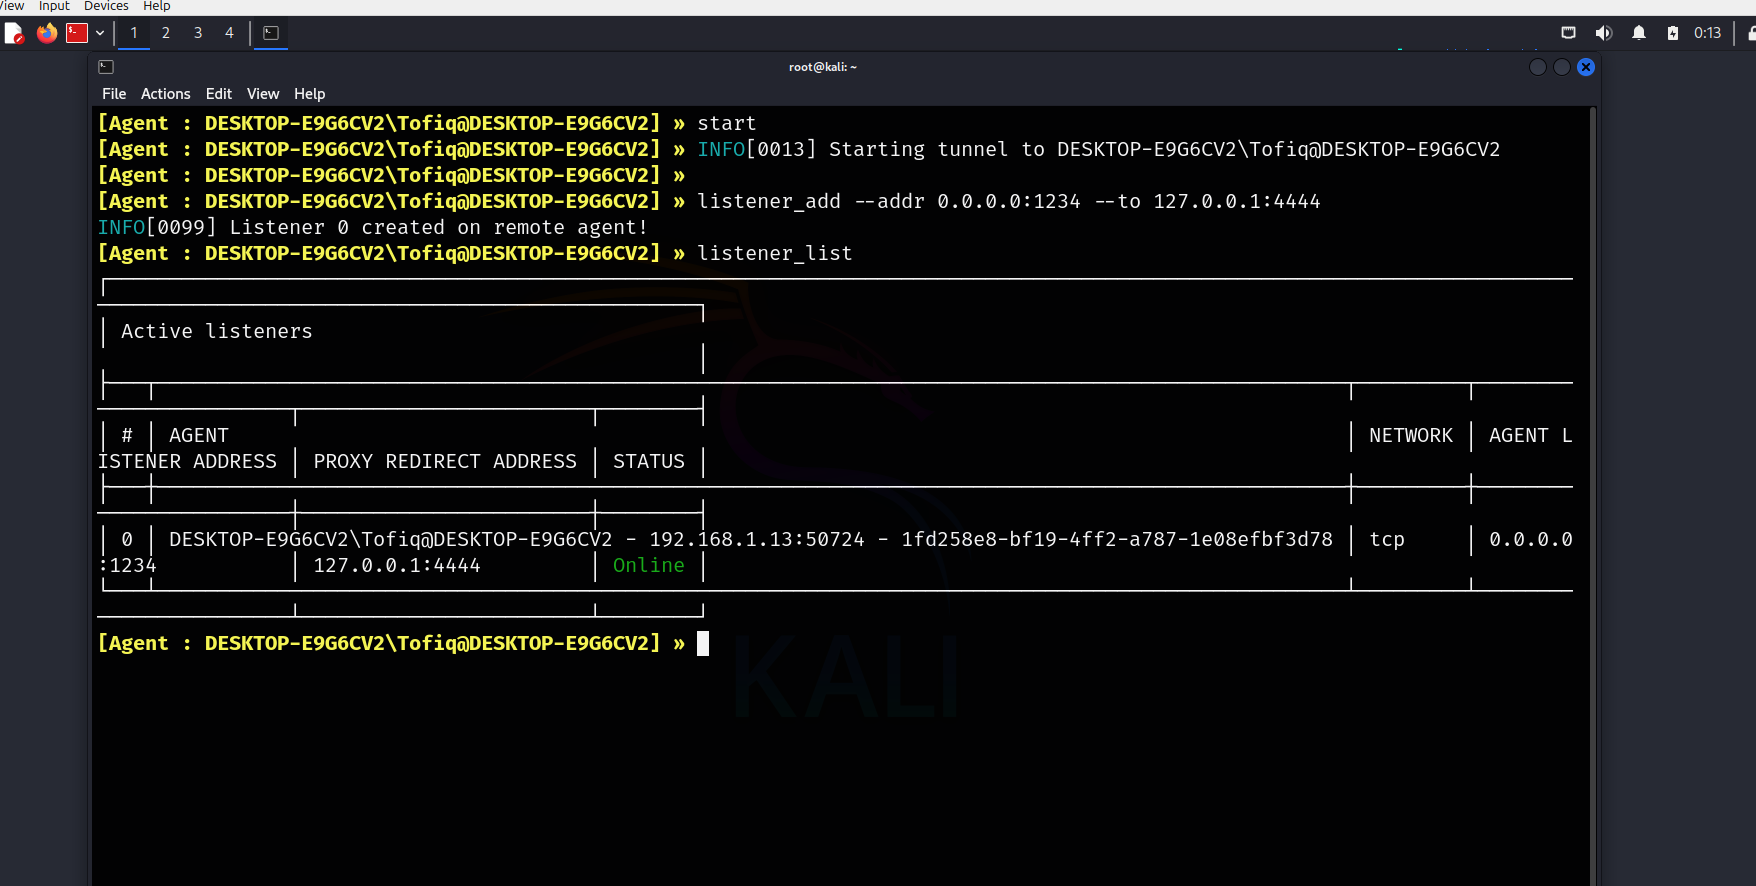 View Input Devices Help
1 2 3 4 0:13
root@kali: ~
File Actions Edit View Help
[Agent : DESKTOP-E9G6CV2\Tofiq@DESKTOP-E9G6CV2] » start
[Agent : DESKTOP-E9G6CV2\Tofiq@DESKTOP-E9G6CV2] » INFO[0013] Starting tunnel to DESKTOP-E9G6CV2\Tofiq@DESKTOP-E9G6CV2
[Agent : DESKTOP-E9G6CV2\Tofiq@DESKTOP-E9G6CV2] »
[Agent : DESKTOP-E9G6CV2\Tofiq@DESKTOP-E9G6CV2] » listener_add --addr 0.0.0.0:1234 --to 127.0.0.1:4444
INFO[0099] Listener 0 created on remote agent!
[Agent : DESKTOP-E9G6CV2\Tofiq@DESKTOP-E9G6CV2] » listener_list
Active listeners
# AGENT NETWORK AGENT L
ISTENER ADDRESS PROXY REDIRECT ADDRESS STATUS
0 DESKTOP-E9G6CV2\Tofiq@DESKTOP-E9G6CV2 - 192.168.1.13:50724 - 1fd258e8-bf19-4ff2-a787-1e08efbf3d78 tcp 0.0.0.0
:1234 127.0.0.1:4444 Online
[Agent : DESKTOP-E9G6CV2\Tofiq@DESKTOP-E9G6CV2] »
KALI